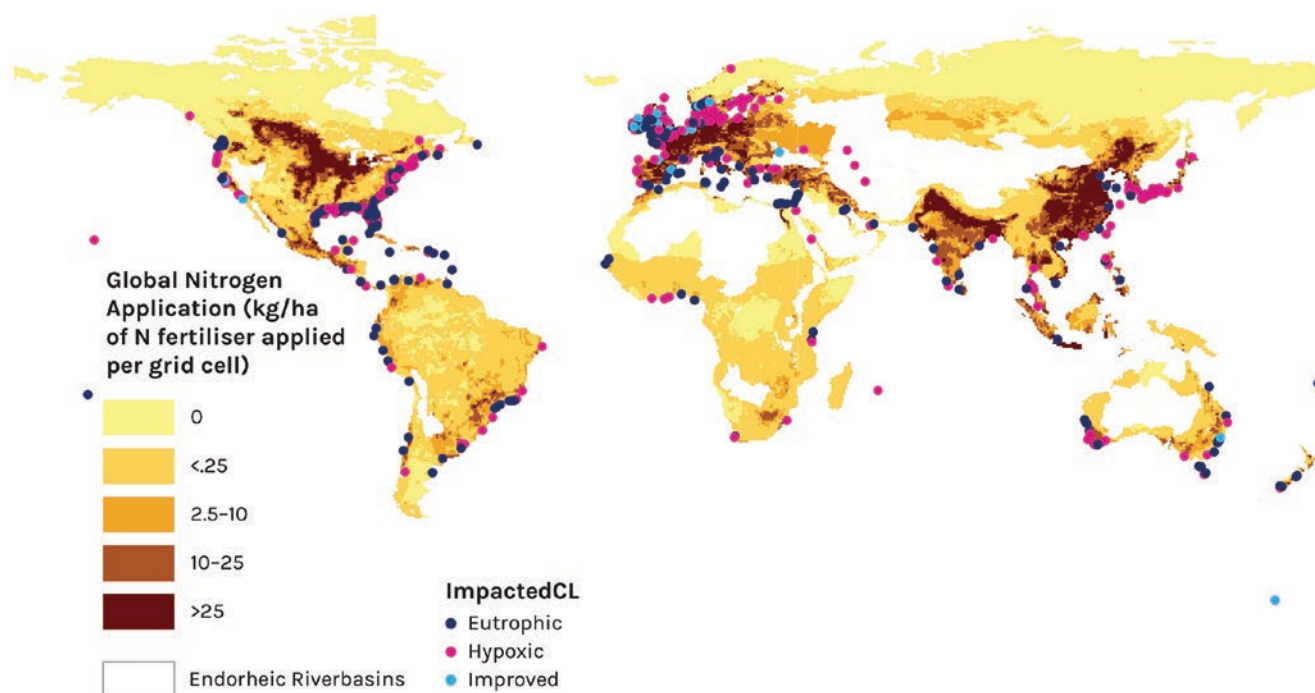 Global Nitrogen
Application (kg/ha
of N fertiliser applied
per grid cell)
0
<.25
2.5–10
10–25
>25
Endorheic Riverbasins
ImpactedCL
Eutrophic
Hypoxic
Improved